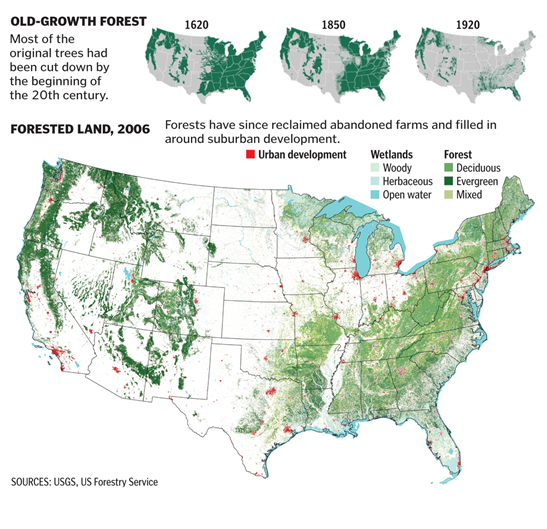 OLD-GROWTH FOREST
Most of the
original trees had
been cut down by
the beginning of
the 20th century.
1620
1850
1920
FORESTED LAND, 2006
Forests have since reclaimed abandoned farms and filled in
around suburban development.
Urban development
Wetlands
Woody
Herbaceous
Open water
Forest
Deciduous
Evergreen
Mixed
SOURCES: USGS, US Forestry Service